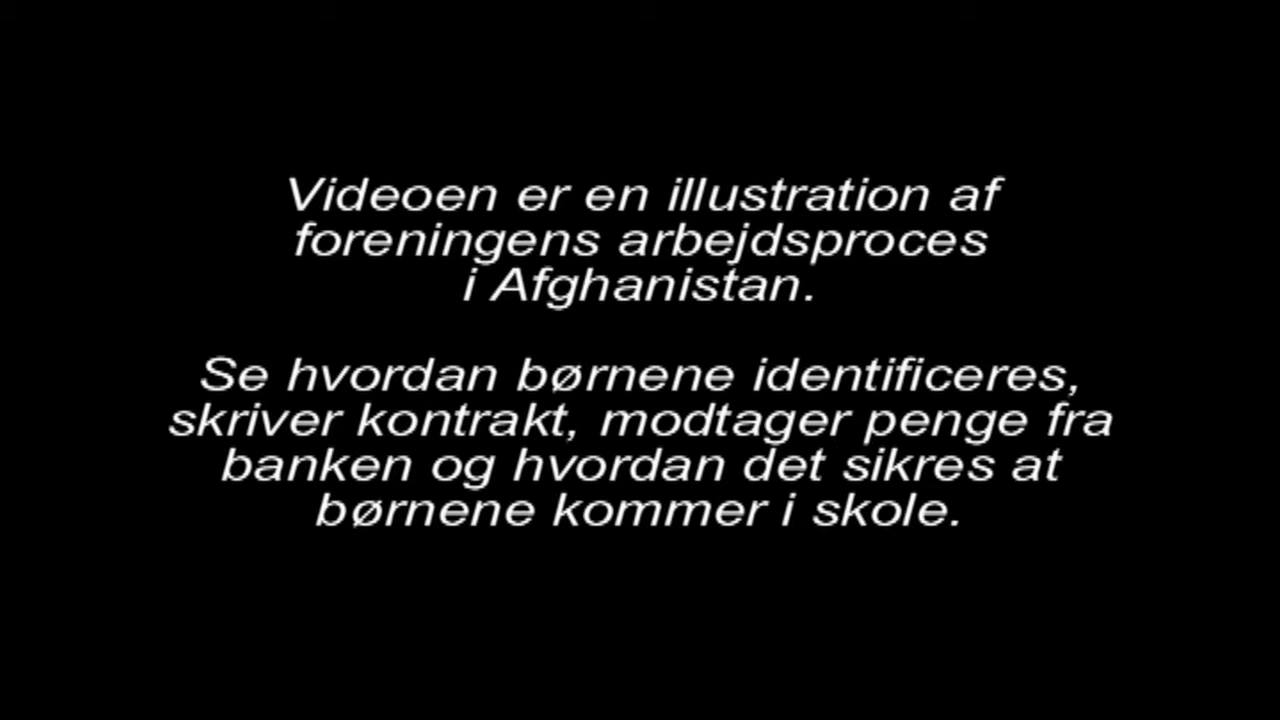 Videoen er en illustration af
foreningens arbejdsproces
i Afghanistan.
Se hvordan børnene identificeres,
skriver kontrakt, modtager penge fra
banken og hvordan det sikres at
børnene kommer i skole.